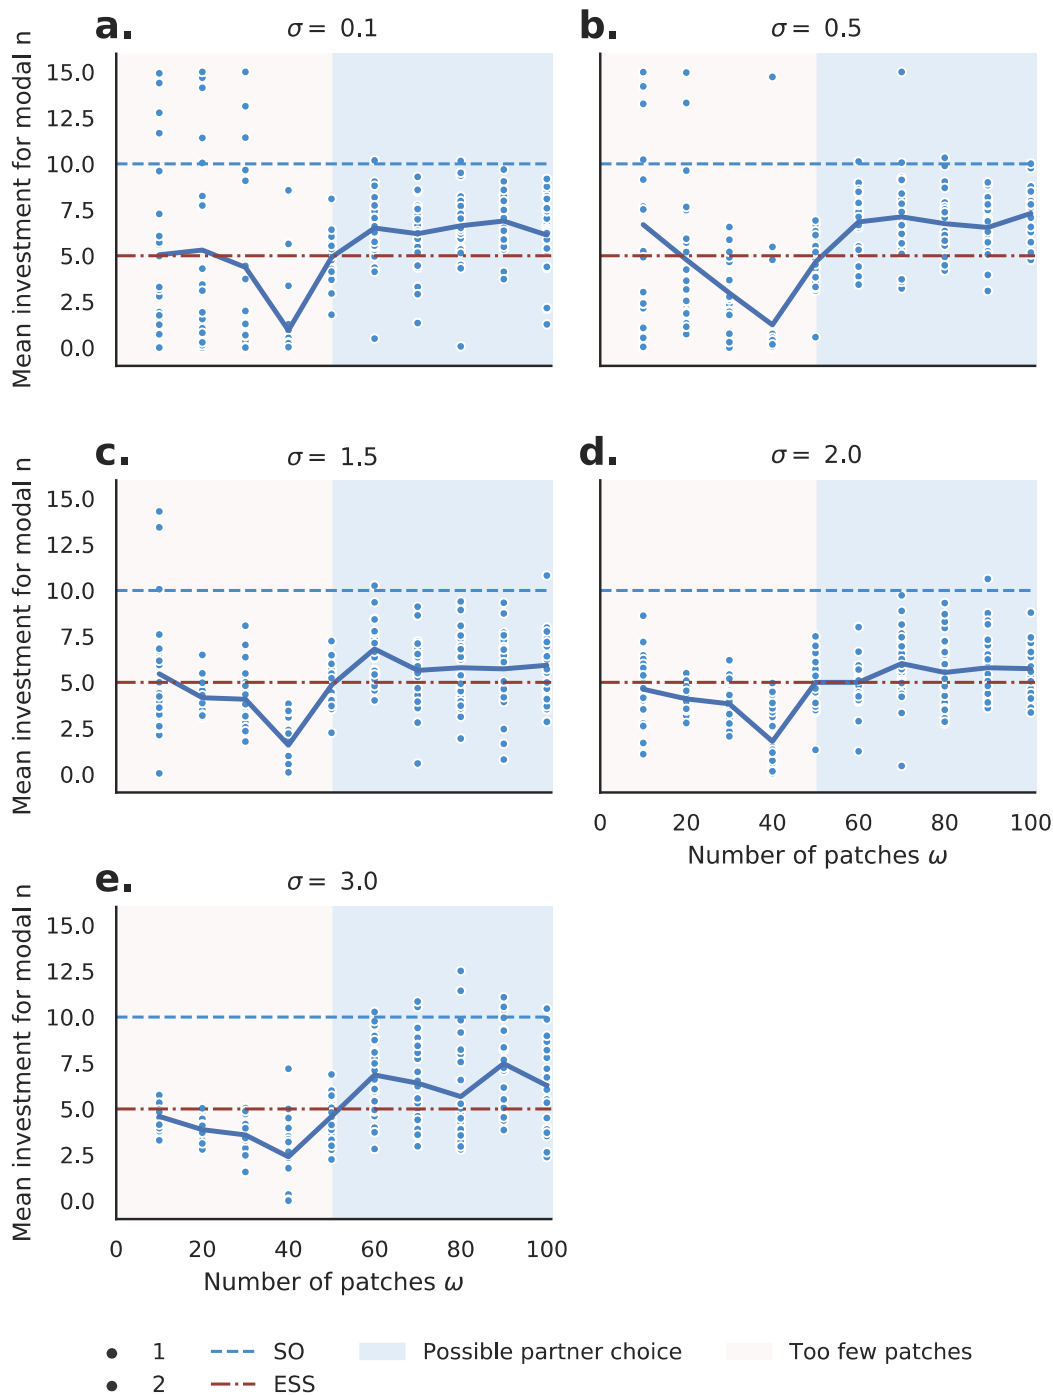 a.
σ = 0.1
b.
σ = 0.5
Mean investment for modal n
15.0
12.5
10.0
7.5
5.0
2.5
0.0
c.
σ = 1.5
d.
σ = 2.0
Mean investment for modal n
15.0
12.5
10.0
7.5
5.0
2.5
0.0
0 20 40 60 80 100
Number of patches ω
e.
σ = 3.0
Mean investment for modal n
15.0
12.5
10.0
7.5
5.0
2.5
0.0
0 20 40 60 80 100
Number of patches ω
1 SO Possible partner choice Too few patches
2 ESS